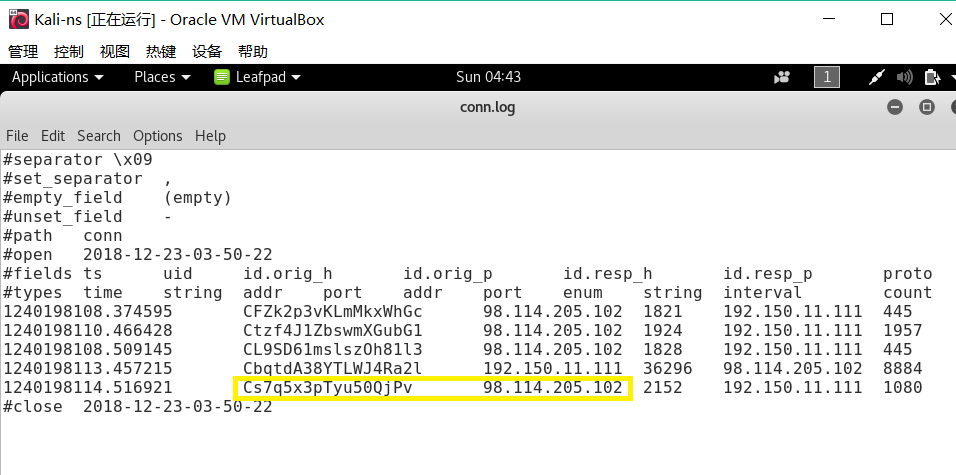 Kali-ns [正在运行] - Oracle VM VirtualBox
管理 控制 视图 热键 设备 帮助
Applications Places Leafpad Sun 04:43 1
conn.log
File Edit Search Options Help
#separator \x09
#set_separator ,
#empty_field (empty)
#unset_field -
#path conn
#open 2018-12-23-03-50-22
#fields ts uid id.orig_h id.orig_p id.resp_h id.resp_p proto
#types time string addr port addr port enum string interval count
1240198108.374595 CFZk2p3vKLmMkxWhGc 98.114.205.102 1821 192.150.11.111 445
1240198110.466428 Ctzf4J1ZbswmXGubG1 98.114.205.102 1924 192.150.11.111 1957
1240198108.509145 CL9SD61mslszOh81l3 98.114.205.102 1828 192.150.11.111 445
1240198113.457215 CbqtdA38YTLWJ4Ra2l 192.150.11.111 36296 98.114.205.102 8884
1240198114.516921 Cs7q5x3pTyu50QjPv 98.114.205.102 2152 192.150.11.111 1080
#close 2018-12-23-03-50-22